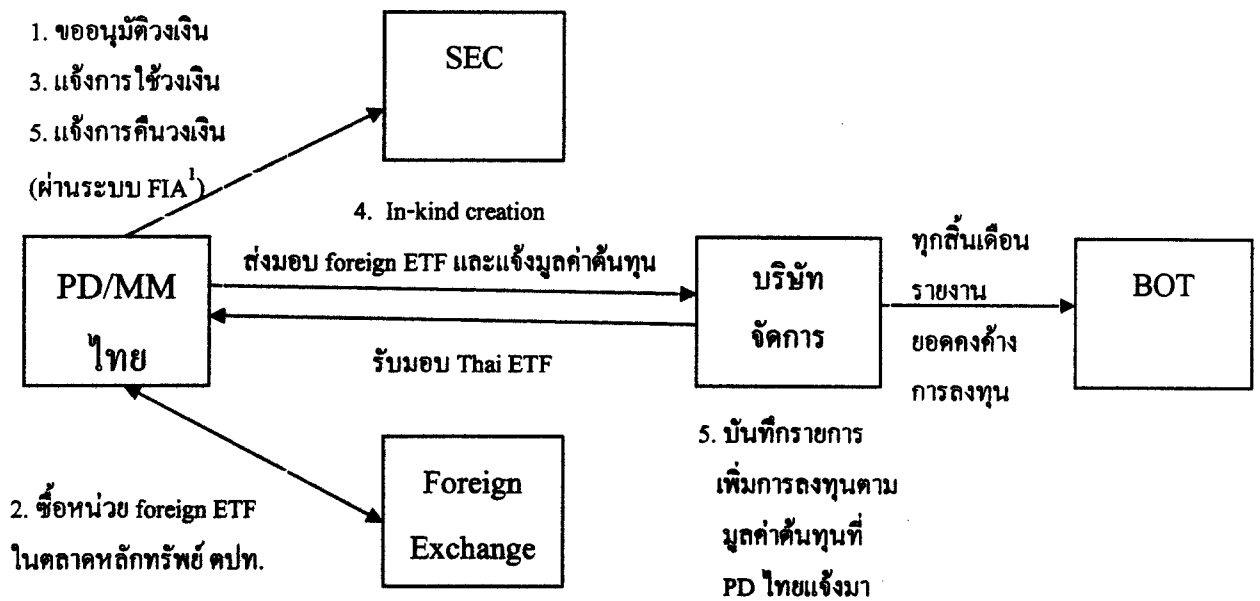 1. ขออนุมัติวงเงิน
3. แจ้งการใช้วงเงิน
5. แจ้งการคืนวงเงิน
(ผ่านระบบ FIA¹)
SEC
4. In-kind creation
ส่งมอบ foreign ETF และแจ้งมูลค่าต้นทุน
PD/MM
ไทย
รับมอบ Thai ETF
บริษัท
จัดการ
ทุกสิ้นเดือน
รายงาน
ยอดคงค้าง
การลงทุน
BOT
2. ซื้อหน่วย foreign ETF
ในตลาดหลักทรัพย์ ตปท.
Foreign
Exchange
5. บันทึกรายการ
เพิ่มการลงทุนตาม
มูลค่าต้นทุนที่
PD ไทยแจ้งมา